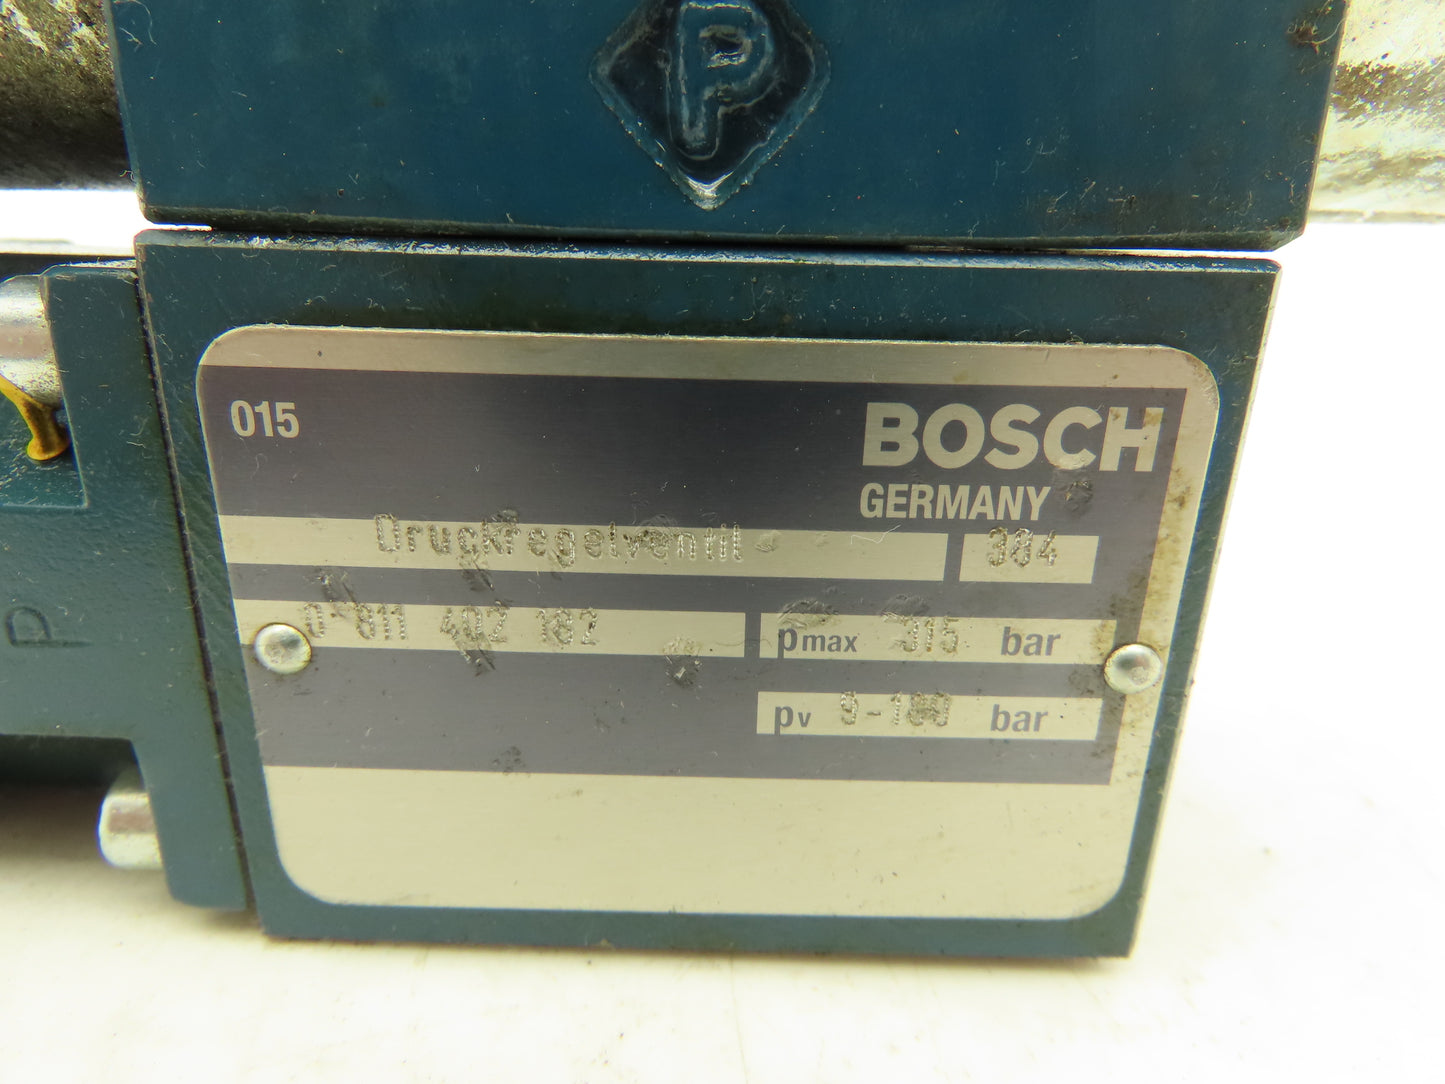 P
015
BOSCH
GERMANY
Druckregelventil 384
0 811 402 182 pmax 315 bar
pv 9-180 bar
P